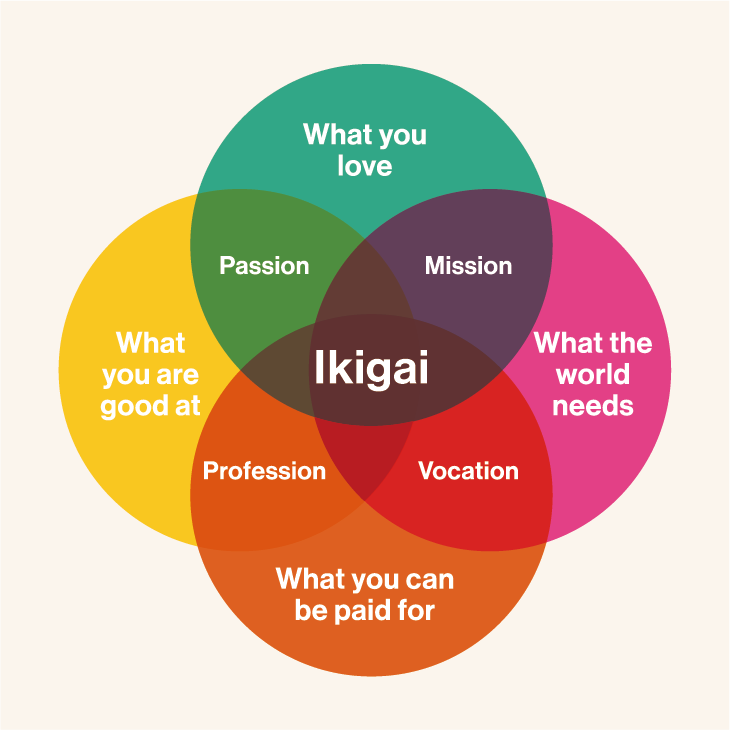 What you
love
Passion
Mission
What
you are
good at
Ikigai
What the
world
needs
Profession
Vocation
What you can
be paid for